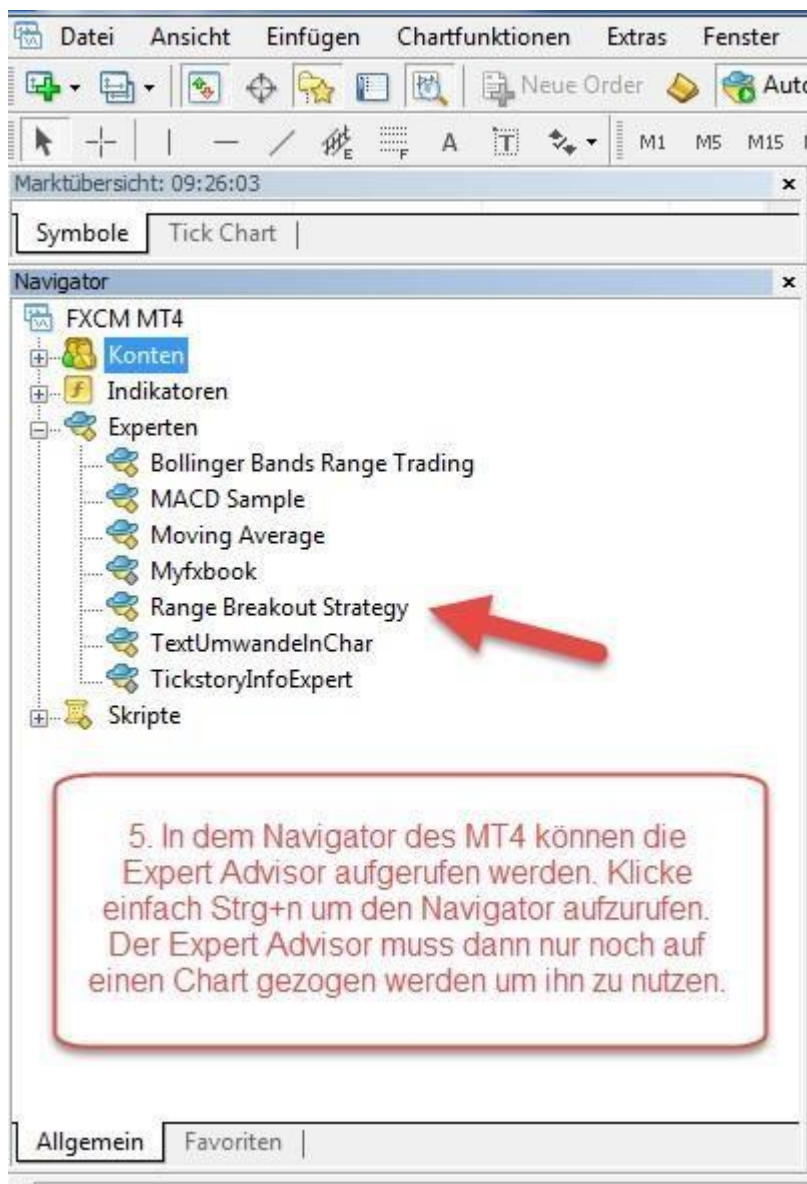 Datei Ansicht Einfügen Chartfunktionen Extras Fenster
Neue Order Auto
E F A T M1 M5 M15
Marktübersicht: 09:26:03 x
Symbole Tick Chart
Navigator x
FXCM MT4
Konten
Indikatoren
Experten
Bollinger Bands Range Trading
MACD Sample
Moving Average
Myfxbook
Range Breakout Strategy
TextUmwandelnChar
TickstoryInfoExpert
Skripte
5. In dem Navigator des MT4 können die
Expert Advisor aufgerufen werden. Klicke
einfach Strg+n um den Navigator aufzurufen.
Der Expert Advisor muss dann nur noch auf
einen Chart gezogen werden um ihn zu nutzen.
Allgemein Favoriten